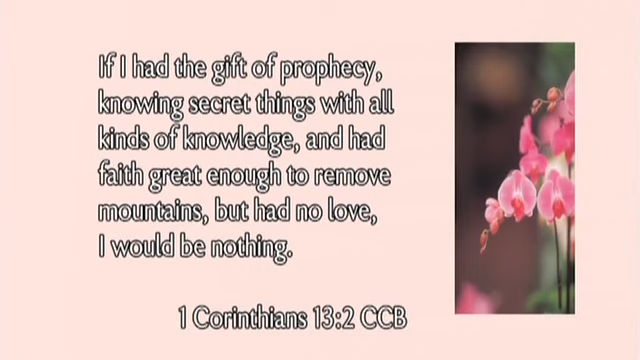 If I had the gift of prophecy,
knowing secret things with all
kinds of knowledge, and had
faith great enough to remove
mountains, but had no love,
I would be nothing.
1 Corinthians 13:2 CCB